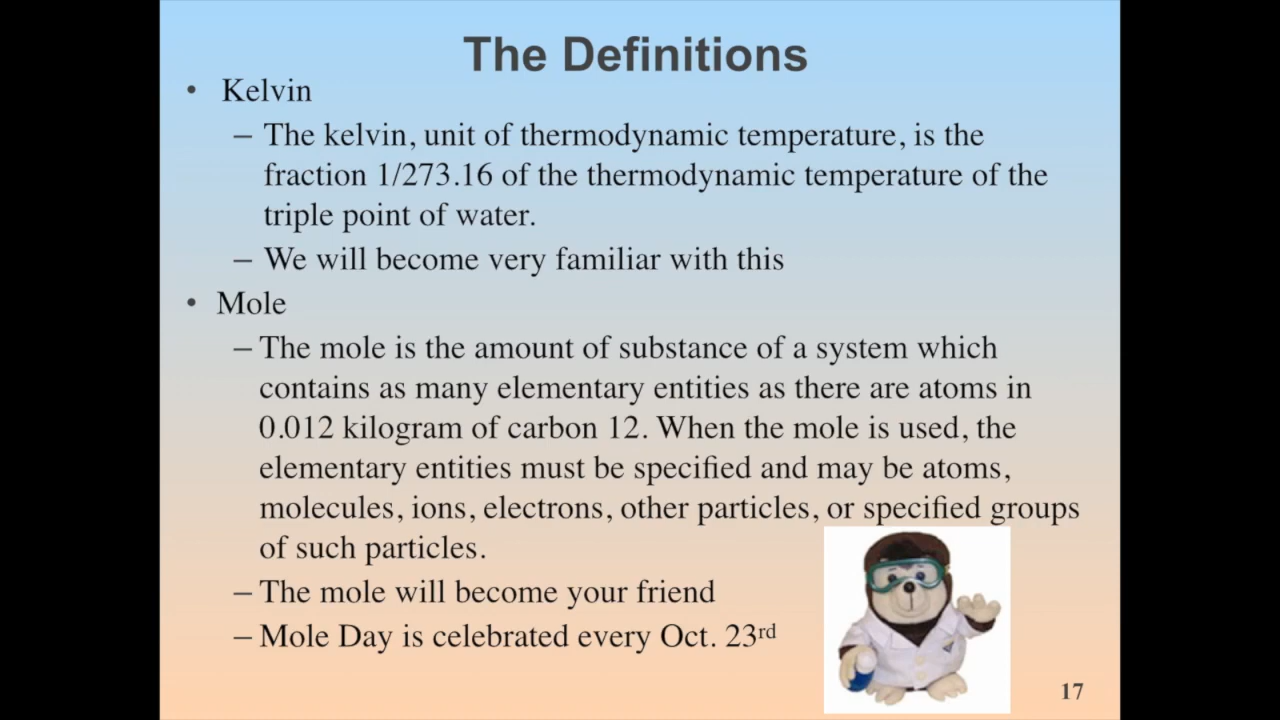 The Definitions
• Kelvin
– The kelvin, unit of thermodynamic temperature, is the
fraction 1/273.16 of the thermodynamic temperature of the
triple point of water.
– We will become very familiar with this
• Mole
– The mole is the amount of substance of a system which
contains as many elementary entities as there are atoms in
0.012 kilogram of carbon 12. When the mole is used, the
elementary entities must be specified and may be atoms,
molecules, ions, electrons, other particles, or specified groups
of such particles.
– The mole will become your friend
– Mole Day is celebrated every Oct. 23rd
17